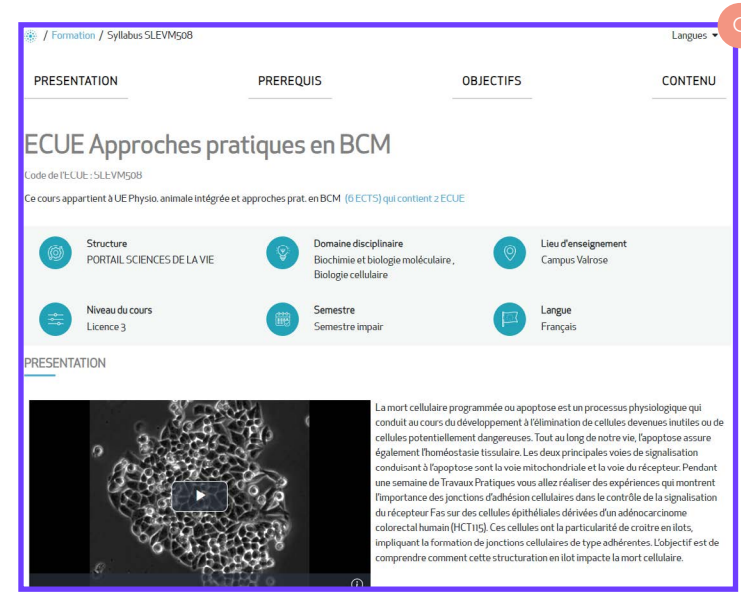 / Formation / Syllabus SLEVM508
Langues
PRESENTATION
PREREQUIS
OBJECTIFS
CONTENU
ECUE Approches pratiques en BCM
Code de l'ECUE : SLEVM508
Ce cours appartient à UE Physio. animale intégrée et approches prat. en BCM (6 ECTS) qui contient 2 ECUE
Structure
PORTAIL SCIENCES DE LA VIE
Domaine disciplinaire
Biochimie et biologie moléculaire ,
Biologie cellulaire
Lieu d'enseignement
Campus Valrose
Niveau du cours
Licence 3
Semestre
Semestre impair
Langue
Français
PRESENTATION
La mort cellulaire programmée ou apoptose est un processus physiologique qui
conduit au cours du développement à l'élimination de cellules devenues inutiles ou de
cellules potentiellement dangereuses. Tout au long de notre vie, l'apoptose assure
également l'homéostasie tissulaire. Les deux principales voies de signalisation
conduisant à l'apoptose sont la voie mitochondriale et la voie du récepteur. Pendant
une semaine de Travaux Pratiques vous allez réaliser des expériences qui montrent
l'importance des jonctions d'adhésion cellulaires dans le contrôle de la signalisation
du récepteur Fas sur des cellules épithéliales dérivées d'un adénocarcinome
colorectal humain (HCT115). Ces cellules ont la particularité de croitre en ilots,
impliquant la formation de jonctions cellulaires de type adhérentes. L'objectif est de
comprendre comment cette structuration en ilot impacte la mort cellulaire.